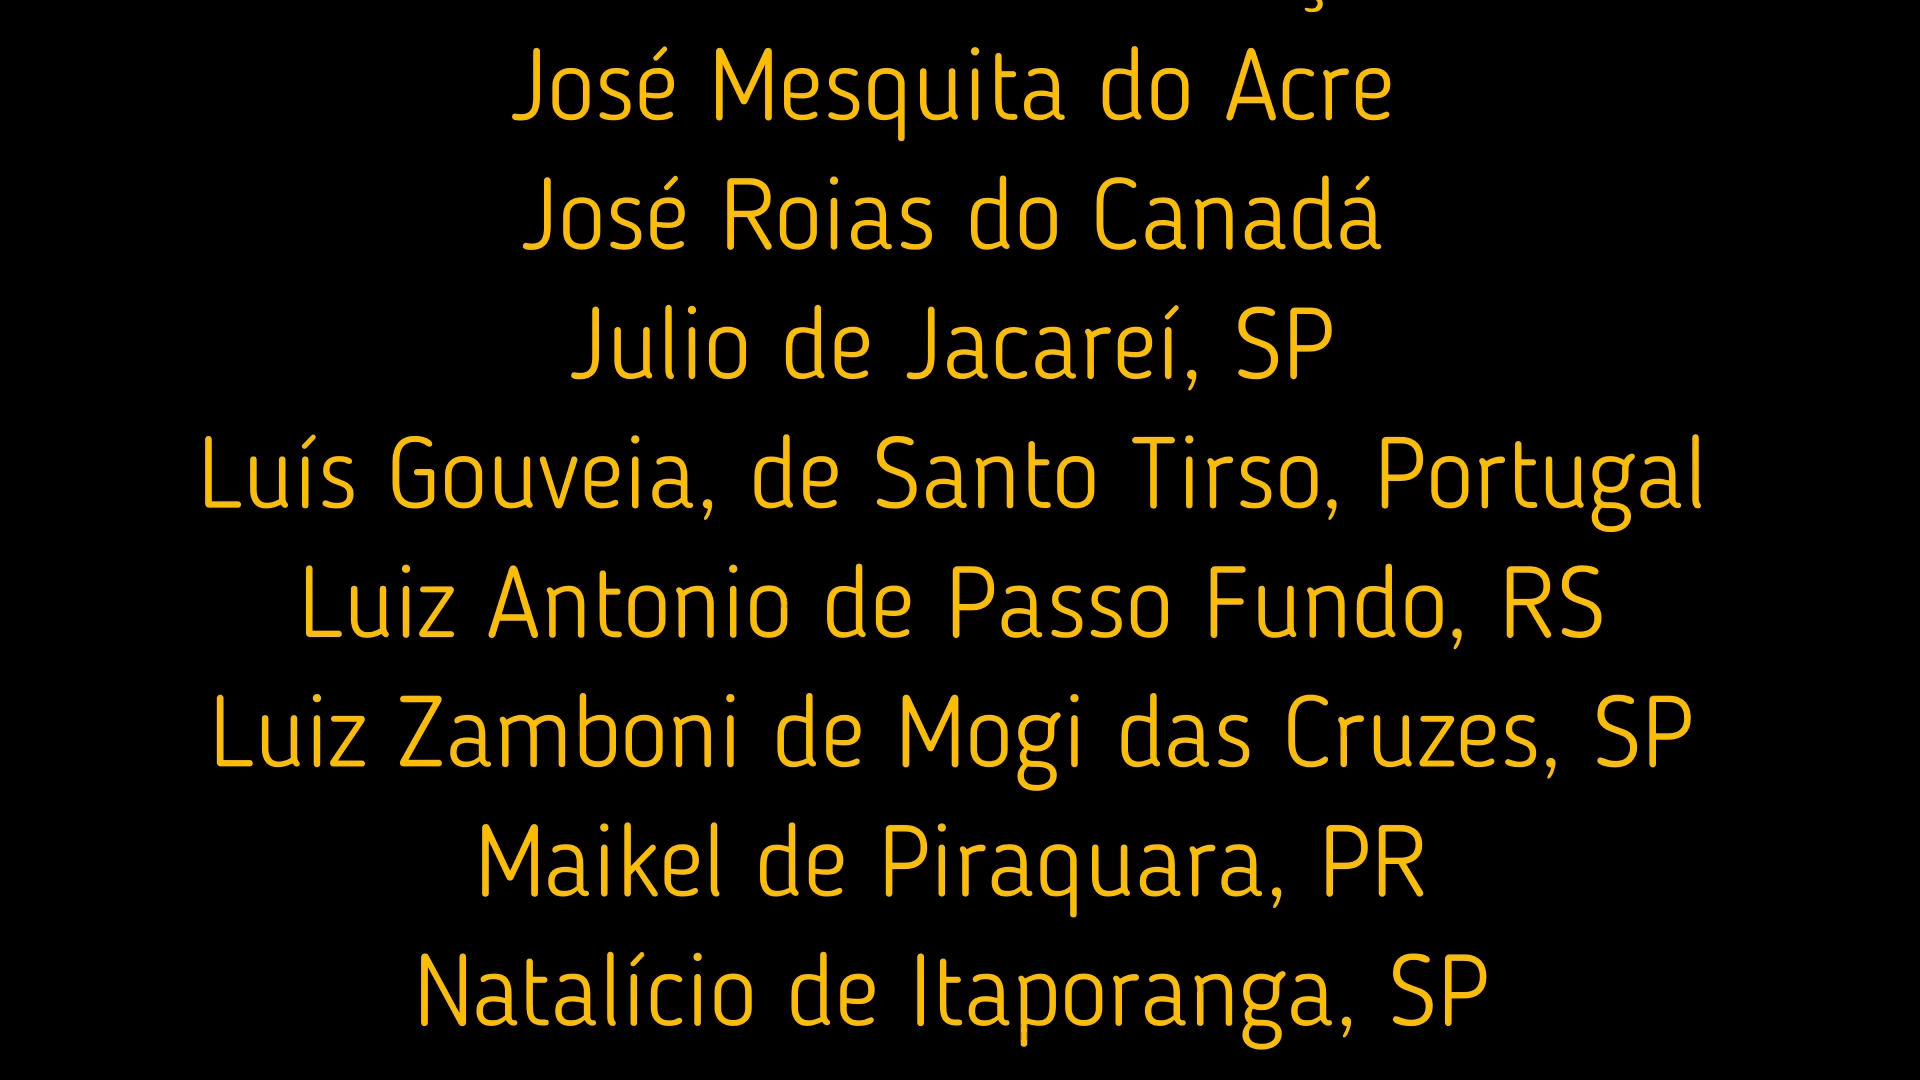 José Mesquita do Acre
José Roias do Canadá
Julio de Jacareí, SP
Luís Gouveia, de Santo Tirso, Portugal
Luiz Antonio de Passo Fundo, RS
Luiz Zamboni de Mogi das Cruzes, SP
Maikel de Piraquara, PR
Natalício de Itaporanga, SP